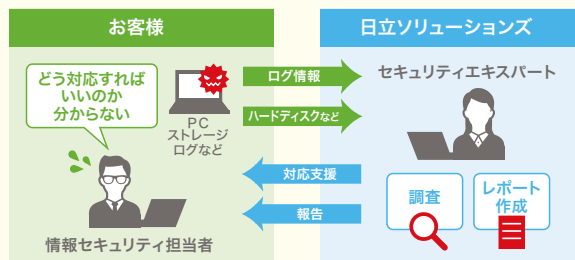 お客様
どう対応すれば
いいのか
分からない
PC
ストレージ
ログなど
情報セキュリティ担当者
ログ情報
ハードディスクなど
対応支援
報告
日立ソリューションズ
セキュリティエキスパート
調査
レポート
作成